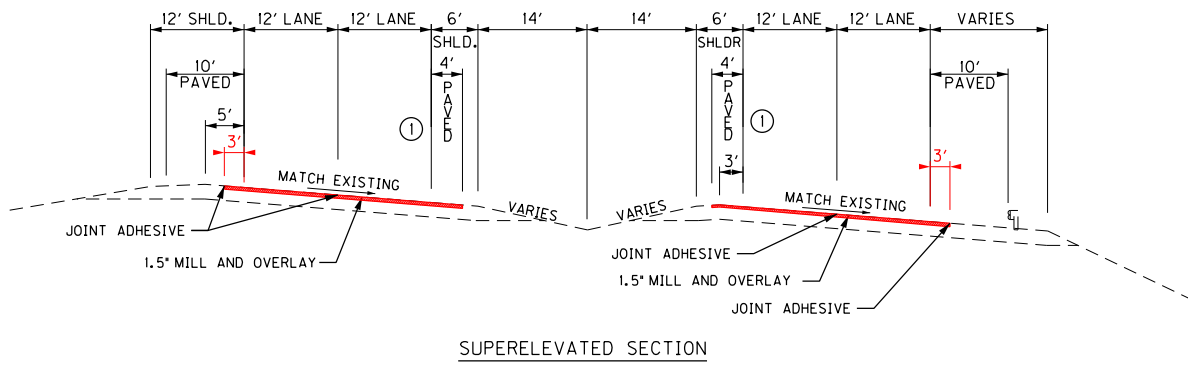 12' SHLD. 12' LANE 12' LANE 6' 14' 14' 6' 12' LANE 12' LANE VARIES
SHLD. SHLDR
10' 4' 4' 10'
PAVED PAVED PAVED PAVED
5' 1 1
3' 3' 3'
MATCH EXISTING MATCH EXISTING
VARIES VARIES
JOINT ADHESIVE JOINT ADHESIVE
1.5" MILL AND OVERLAY 1.5" MILL AND OVERLAY
JOINT ADHESIVE
SUPERELEVATED SECTION